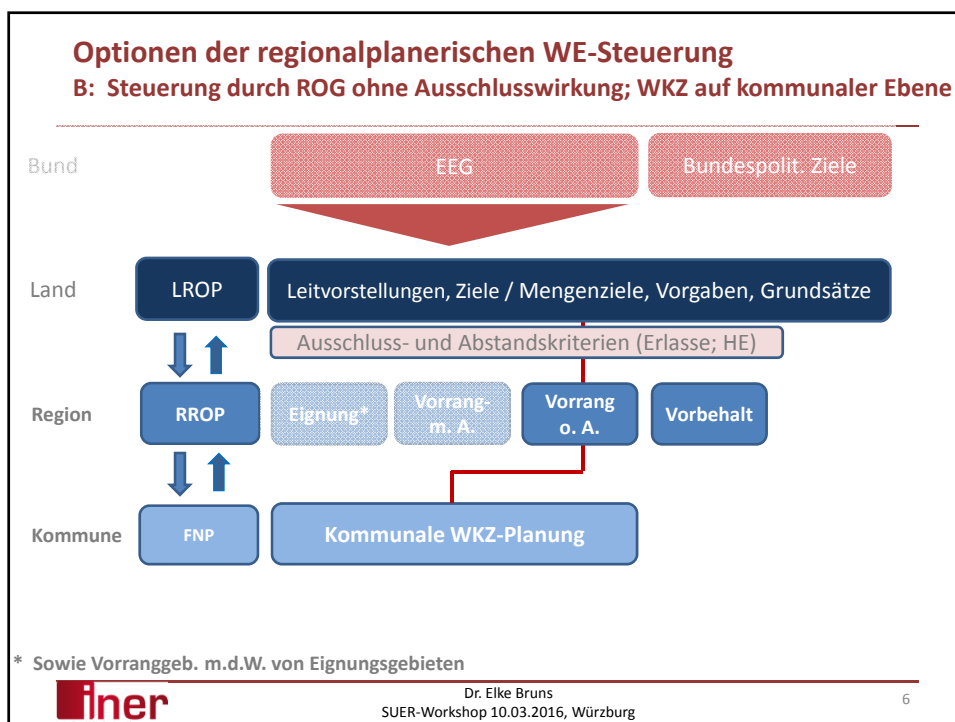 Optionen der regionalplanerischen WE-Steuerung
B: Steuerung durch ROG ohne Ausschlusswirkung; WKZ auf kommunaler Ebene
Bund
EEG
Bundespolit. Ziele
Land
LROP
Leitvorstellungen, Ziele / Mengenziele, Vorgaben, Grundsätze
Ausschluss- und Abstandskriterien (Erlasse; HE)
Region
RROP
Eignung*
Vorrang-
m. A.
Vorrang
o. A.
Vorbehalt
Kommune
FNP
Kommunale WKZ-Planung
* Sowie Vorranggeb. m.d.W. von Eignungsgebieten
iner
Dr. Elke Bruns
SUER-Workshop 10.03.2016, Würzburg
6